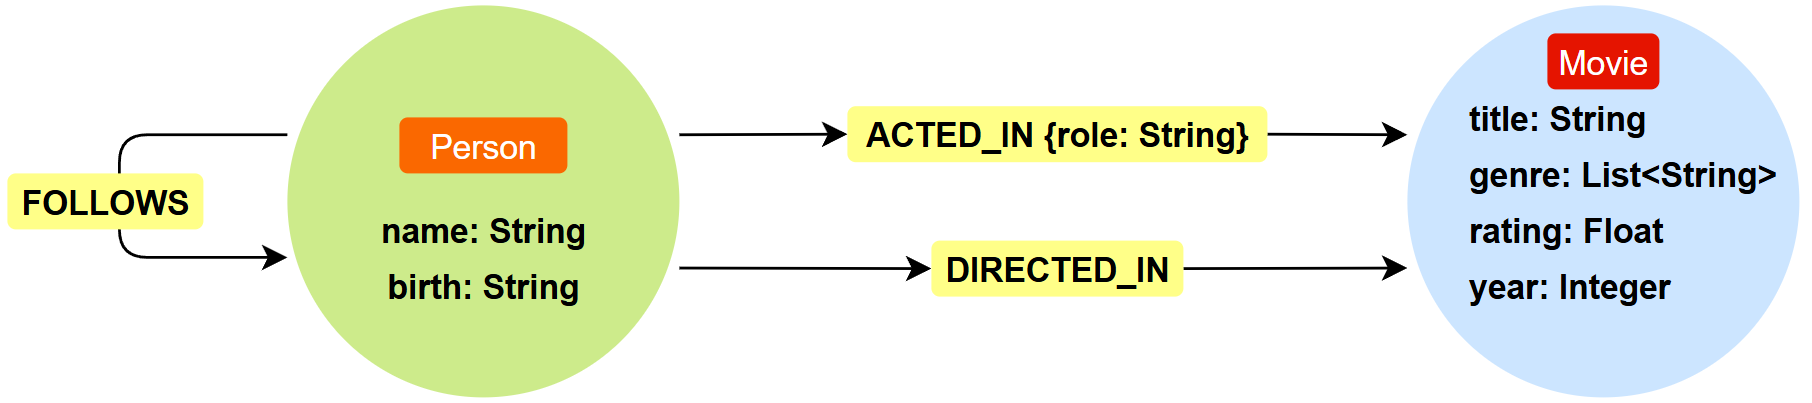 FOLLOWS
Person
name: String
birth: String
ACTED_IN {role: String}
DIRECTED_IN
Movie
title: String
genre: List<String>
rating: Float
year: Integer